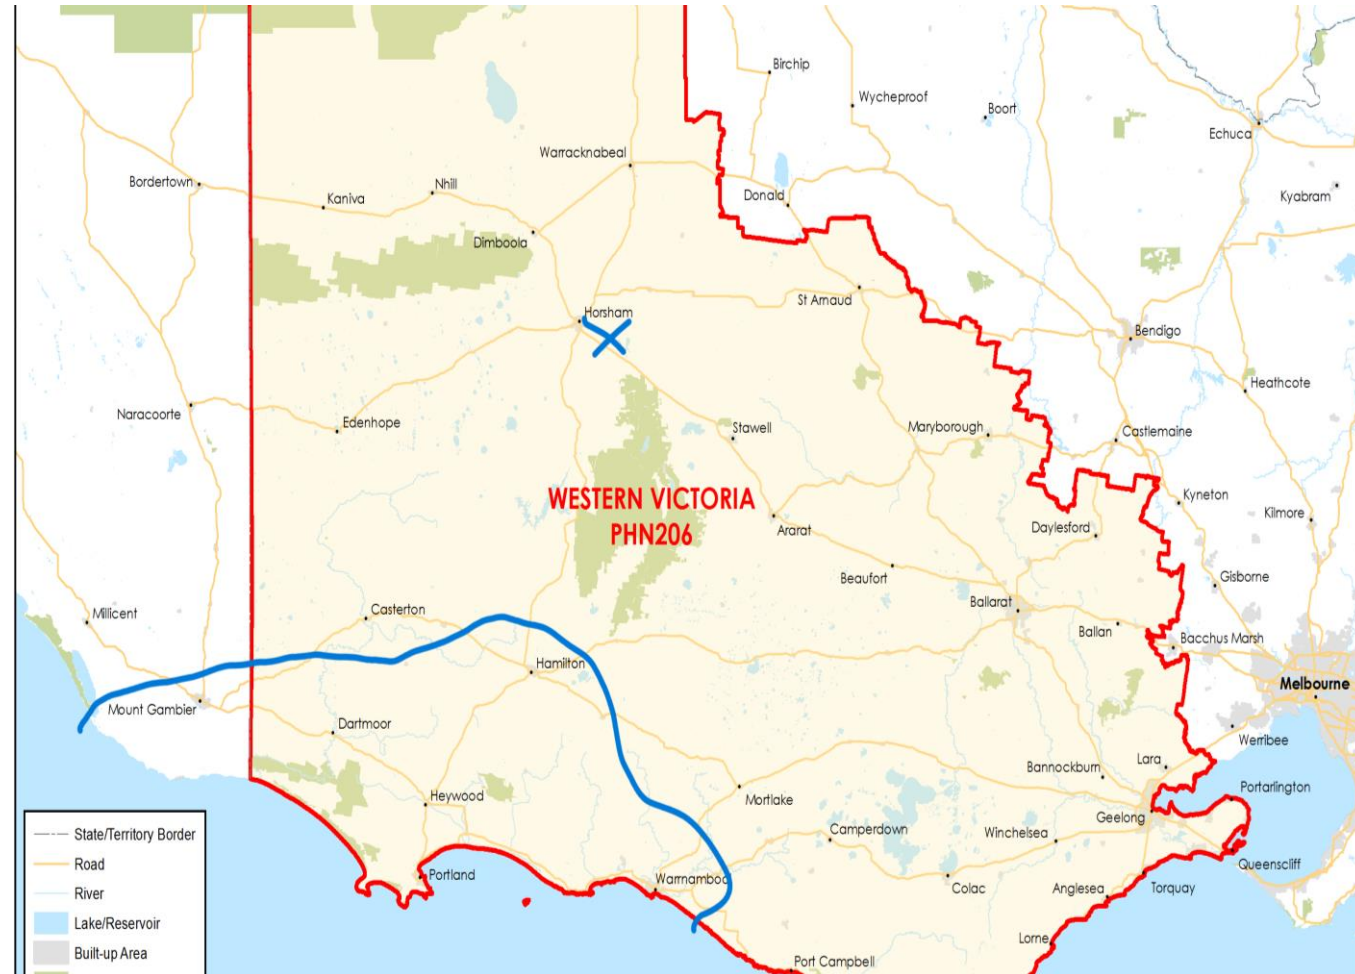 Birchip
Wycheproof
Boort
Echuca
Warracknabeal
Bordertown
Nhill
Kaniva
Donald
Kyabram
Dimboola
St Arnaud
Horsham
Bendigo
Heathcote
Naracoorte
Edenhope
Stawell
Maryborough
Castlemaine
WESTERN VICTORIA
PHN206
Kyneton
Kilmore
Ararat
Daylesford
Beaufort
Gisborne
Millicent
Casterton
Ballarat
Ballan
Bacchus Marsh
Hamilton
Melbourne
Mount Gambier
Dartmoor
Werribee
Lara
Bannockburn
Portarlington
Heywood
Mortlake
Geelong
Camperdown
Winchelsea
Queenscliff
Portland
Warrnambool
Colac
Anglesea
Torquay
Lorne
Port Campbell
State/Territory Border
Road
River
Lake/Reservoir
Built-up Area